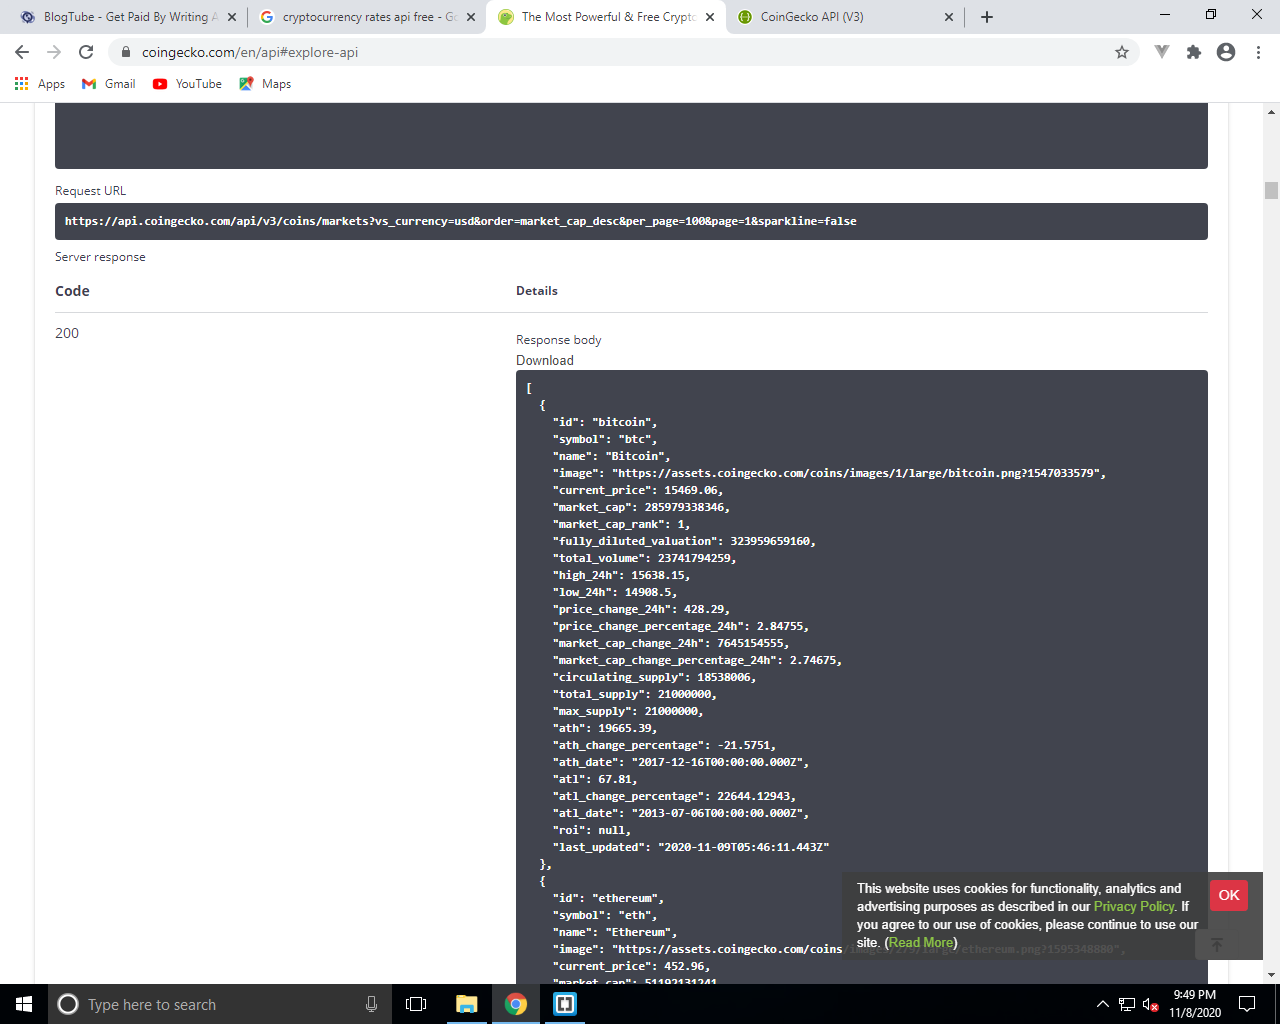 BlogTube - Get Paid By Writing A
cryptocurrency rates api free - Go
The Most Powerful & Free Crypto
CoinGecko API (V3)
coingecko.com/en/api#explore-api
Apps
Gmail
YouTube
Maps
Request URL
https://api.coingecko.com/api/v3/coins/markets?vs_currency=usd&order=market_cap_desc&per_page=100&page=1&sparkline=false
Server response
Code
Details
200
Response body
Download
[
{
"id": "bitcoin",
"symbol": "btc",
"name": "Bitcoin",
"image": "https://assets.coingecko.com/coins/images/1/large/bitcoin.png?1547033579",
"current_price": 15469.06,
"market_cap": 285979338346,
"market_cap_rank": 1,
"fully_diluted_valuation": 323959659160,
"total_volume": 23741794259,
"high_24h": 15638.15,
"low_24h": 14908.5,
"price_change_24h": 428.29,
"price_change_percentage_24h": 2.84755,
"market_cap_change_24h": 7645154555,
"market_cap_change_percentage_24h": 2.74675,
"circulating_supply": 18538006,
"total_supply": 21000000,
"max_supply": 21000000,
"ath": 19665.39,
"ath_change_percentage": -21.5751,
"ath_date": "2017-12-16T00:00:00.000Z",
"atl": 67.81,
"atl_change_percentage": 22644.12943,
"atl_date": "2013-07-06T00:00:00.000Z",
"roi": null,
"last_updated": "2020-11-09T05:46:11.443Z"
},
{
"id": "ethereum",
"symbol": "eth",
"name": "Ethereum",
"image": "https://assets.coingecko.com/coins/images/279/large/ethereum.png?1595348880",
"current_price": 452.96,
"market_cap": 51192131241,
This website uses cookies for functionality, analytics and
advertising purposes as described in our Privacy Policy. If
you agree to our use of cookies, please continue to use our
site. (Read More)
OK
Type here to search
9:49 PM
11/8/2020